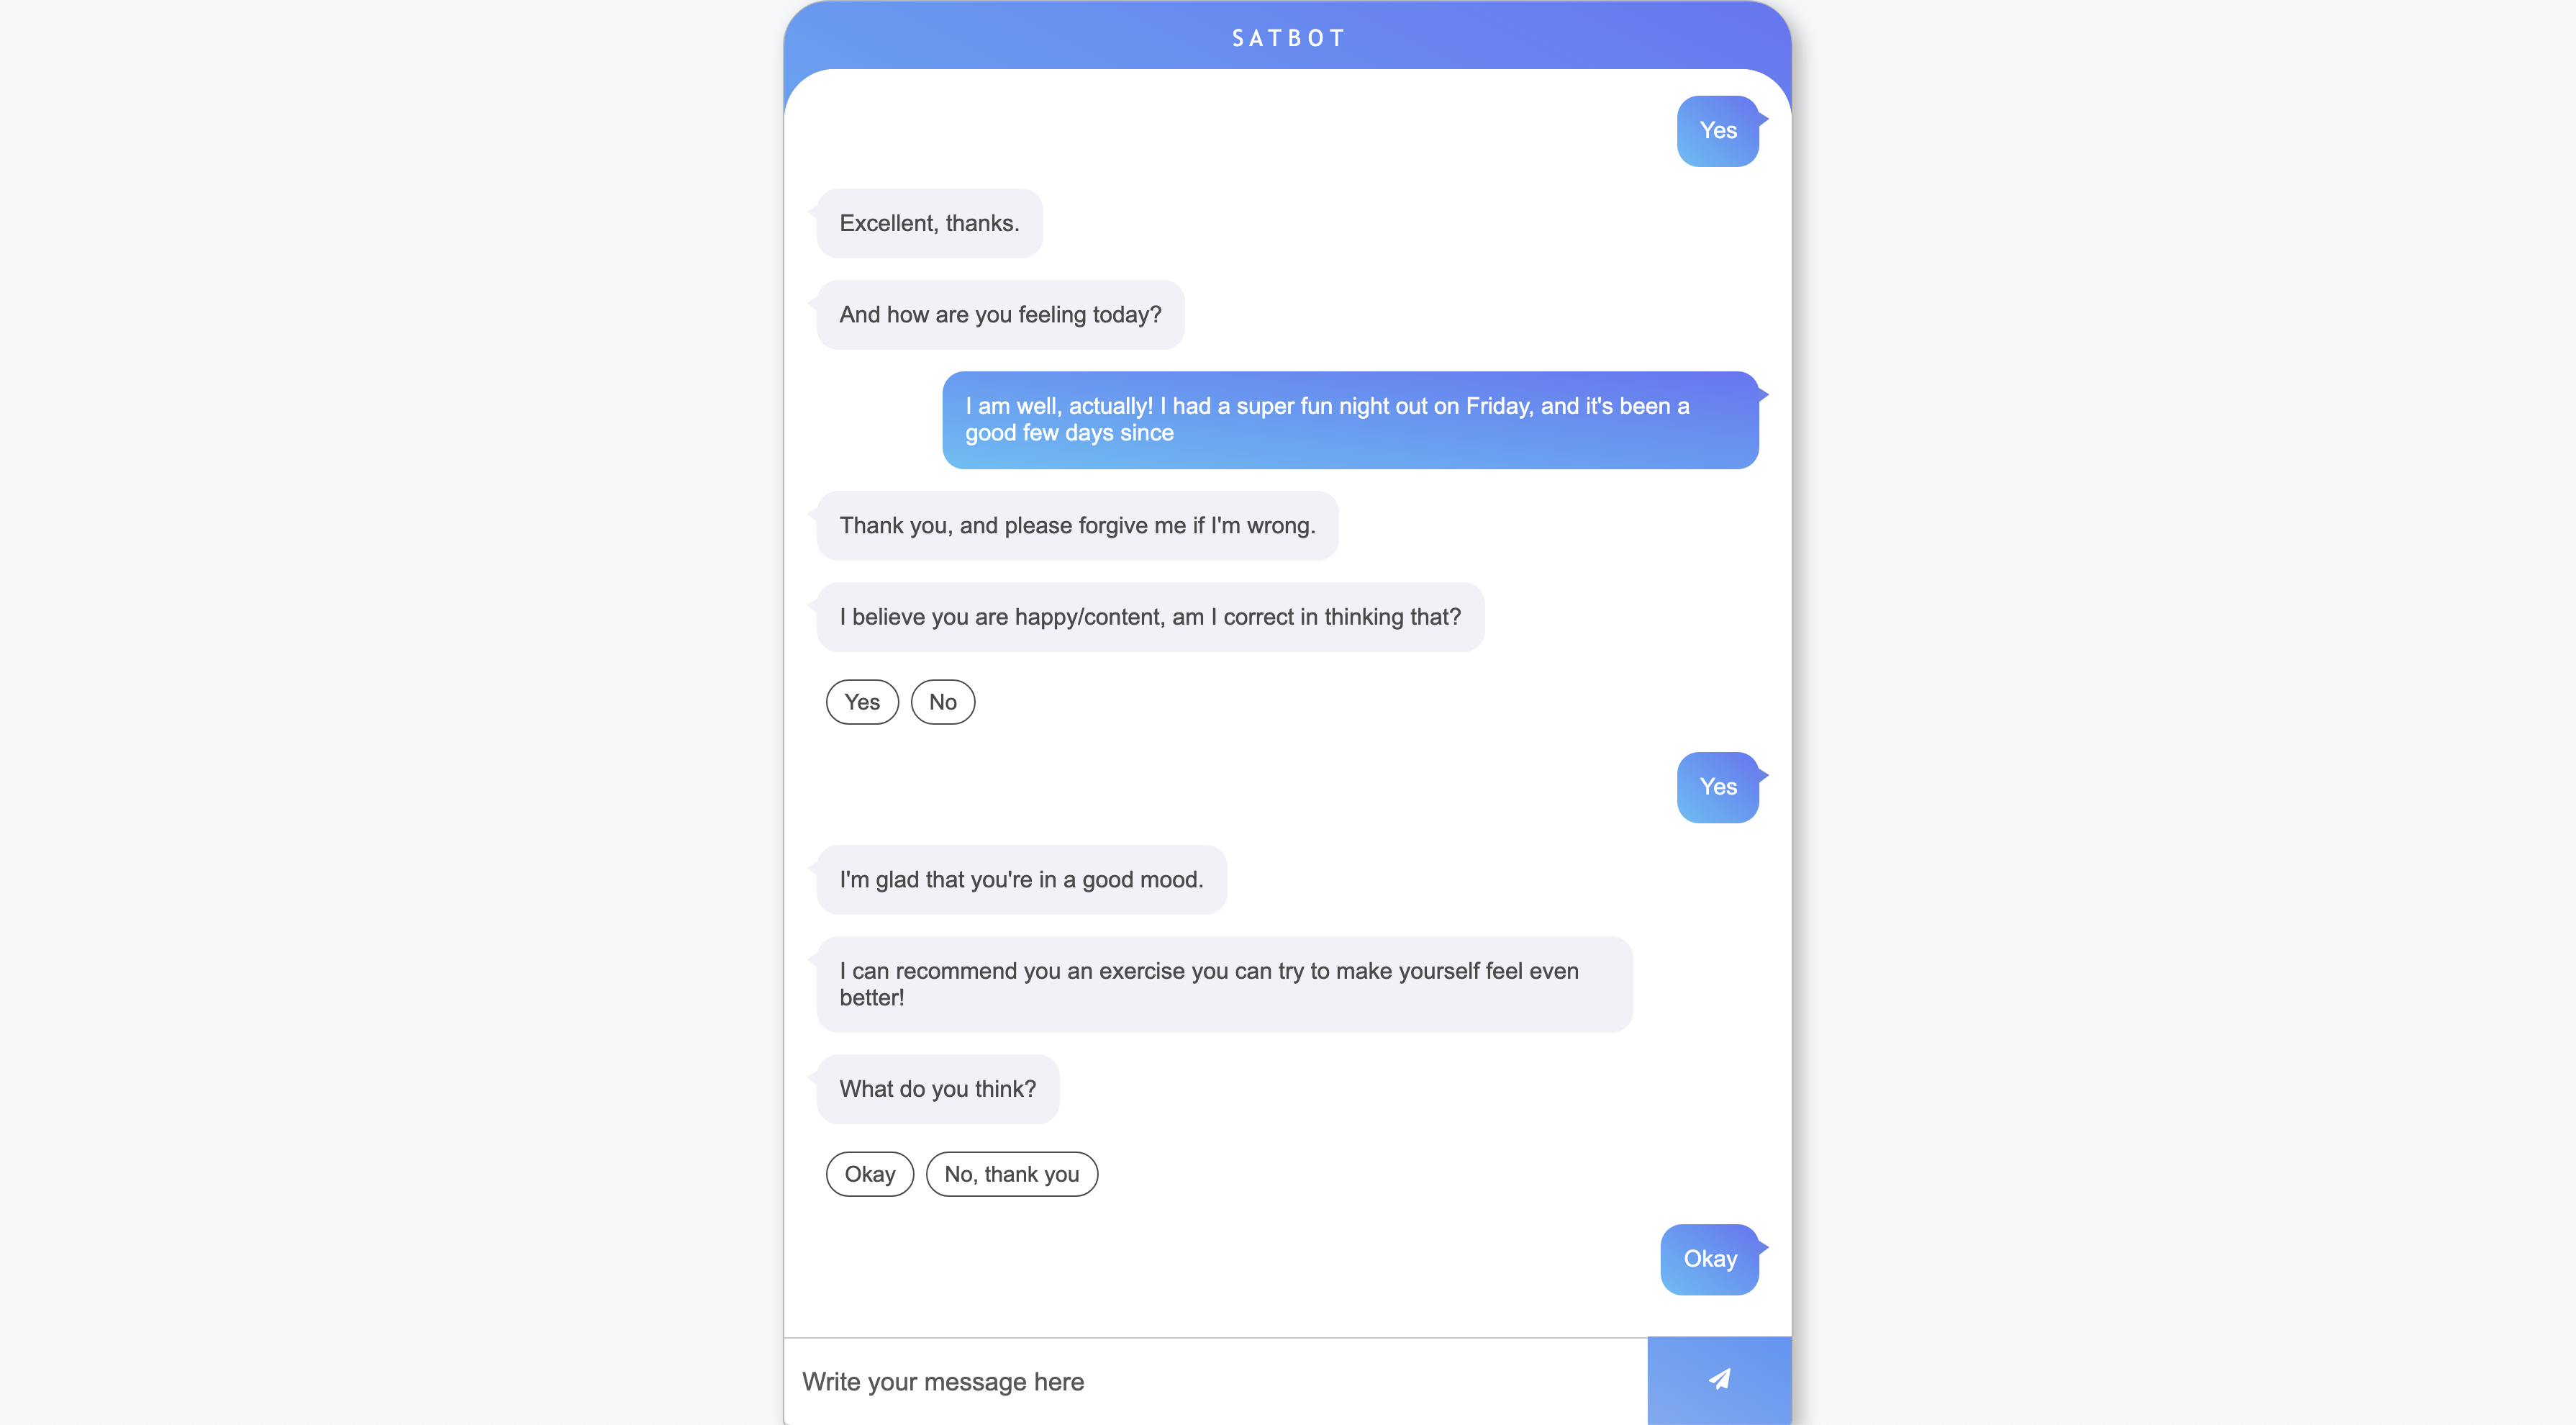 SATBOT
Yes
Excellent, thanks.
And how are you feeling today?
I am well, actually! I had a super fun night out on Friday, and it's been a
good few days since
Thank you, and please forgive me if I'm wrong.
I believe you are happy/content, am I correct in thinking that?
Yes No
Yes
I'm glad that you're in a good mood.
I can recommend you an exercise you can try to make yourself feel even
better!
What do you think?
Okay No, thank you
Okay
Write your message here